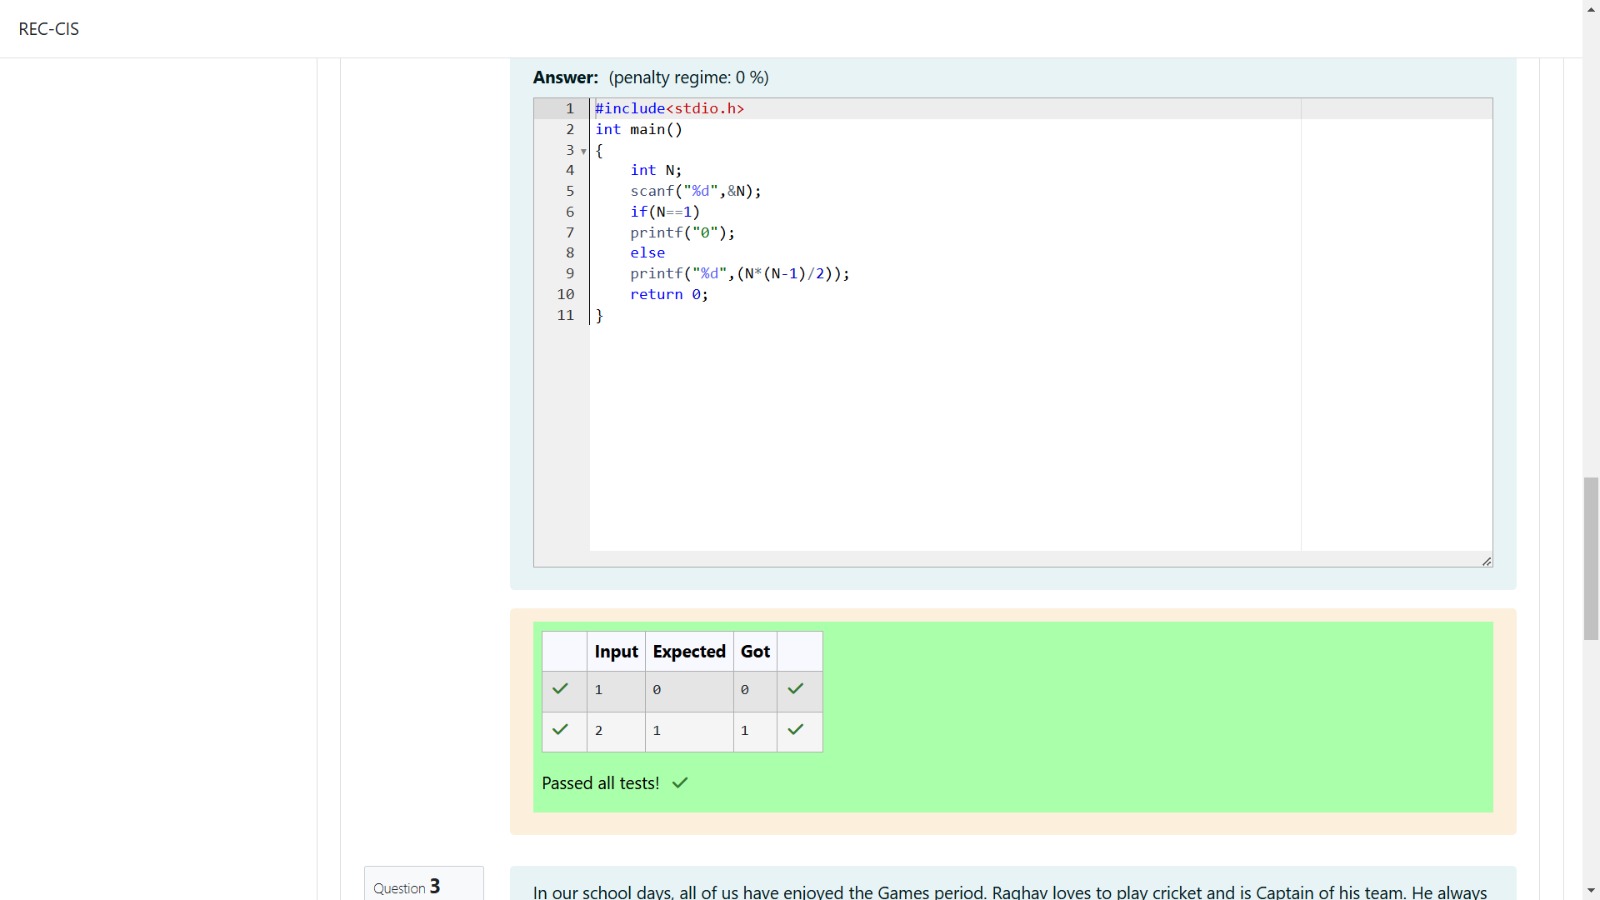 REC-CIS
Answer: (penalty regime: 0 %)
1 #include<stdio.h>
2 int main()
3 {
4 int N;
5 scanf("%d",&N);
6 if(N==1)
7 printf("0");
8 else
9 printf("%d",(N*(N-1)/2));
10 return 0;
11 }
Input Expected Got
1 0 0
2 1 1
Passed all tests!
Question 3
In our school days, all of us have enjoyed the Games period. Raghav loves to play cricket and is Captain of his team. He always